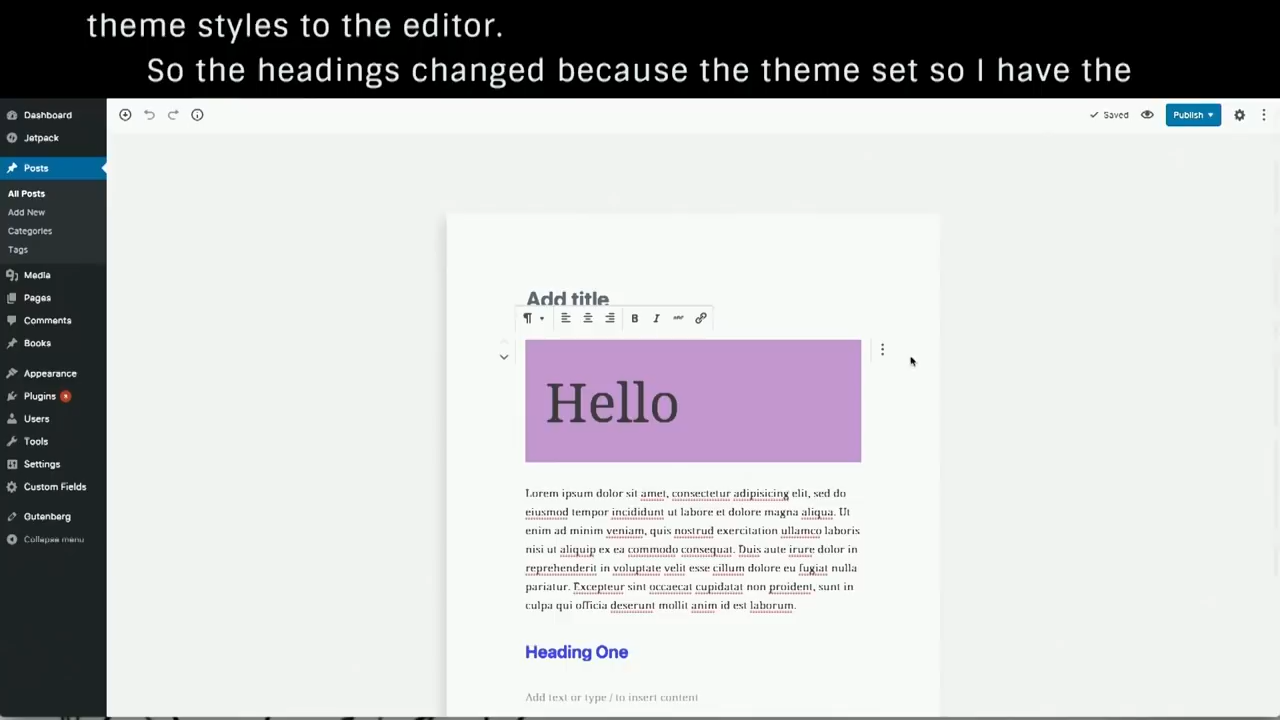 theme styles to the editor.
So the headings changed because the theme set so I have the
Dashboard
Jetpack
Posts
All Posts
Add New
Categories
Tags
Media
Pages
Comments
Books
Appearance
Plugins 8
Users
Tools
Settings
Custom Fields
Gutenberg
Collapse menu
Saved
Publish
Add title
B I ABC
Hello
Lorem ipsum dolor sit amet, consectetur adipisicing elit, sed do
eiusmod tempor incididunt ut labore et dolore magna aliqua. Ut
enim ad minim veniam, quis nostrud exercitation ullamco laboris
nisi ut aliquip ex ea commodo consequat. Duis aute irure dolor in
reprehenderit in voluptate velit esse cillum dolore eu fugiat nulla
pariatur. Excepteur sint occaecat cupidatat non proident, sunt in
culpa qui officia deserunt mollit anim id est laborum.
Heading One
Add text or type / to insert content